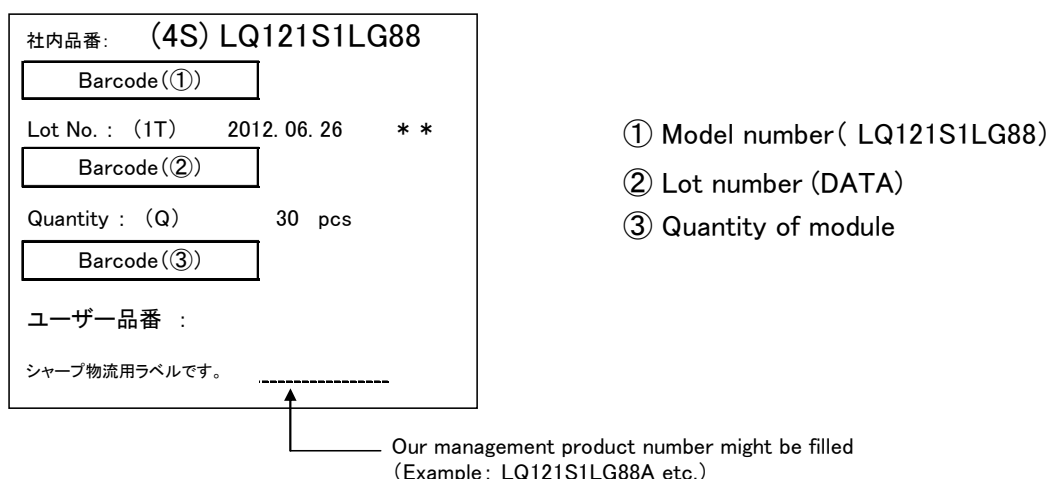 社内品番: (4S) LQ121S1LG88
Barcode(①)
Lot No. : (1T) 2012. 06. 26 * *
Barcode(②)
Quantity : (Q) 30 pcs
Barcode(③)
ユーザー品番 :
シャープ物流用ラベルです。
① Model number( LQ121S1LG88)
② Lot number (DATA)
③ Quantity of module
Our management product number might be filled
(Example: LQ121S1LG88A etc.)